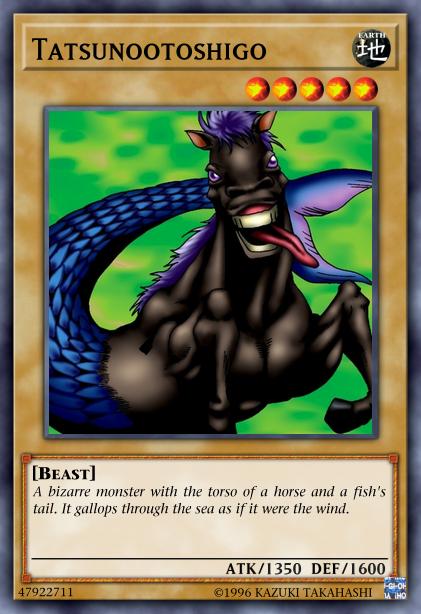 TATSUNOOTOSHIGO
EARTH
地
[BEAST]
A bizarre monster with the torso of a horse and a fish's
tail. It gallops through the sea as if it were the wind.
ATK/1350 DEF/1600
47922711
©1996 KAZUKI TAKAHASHI